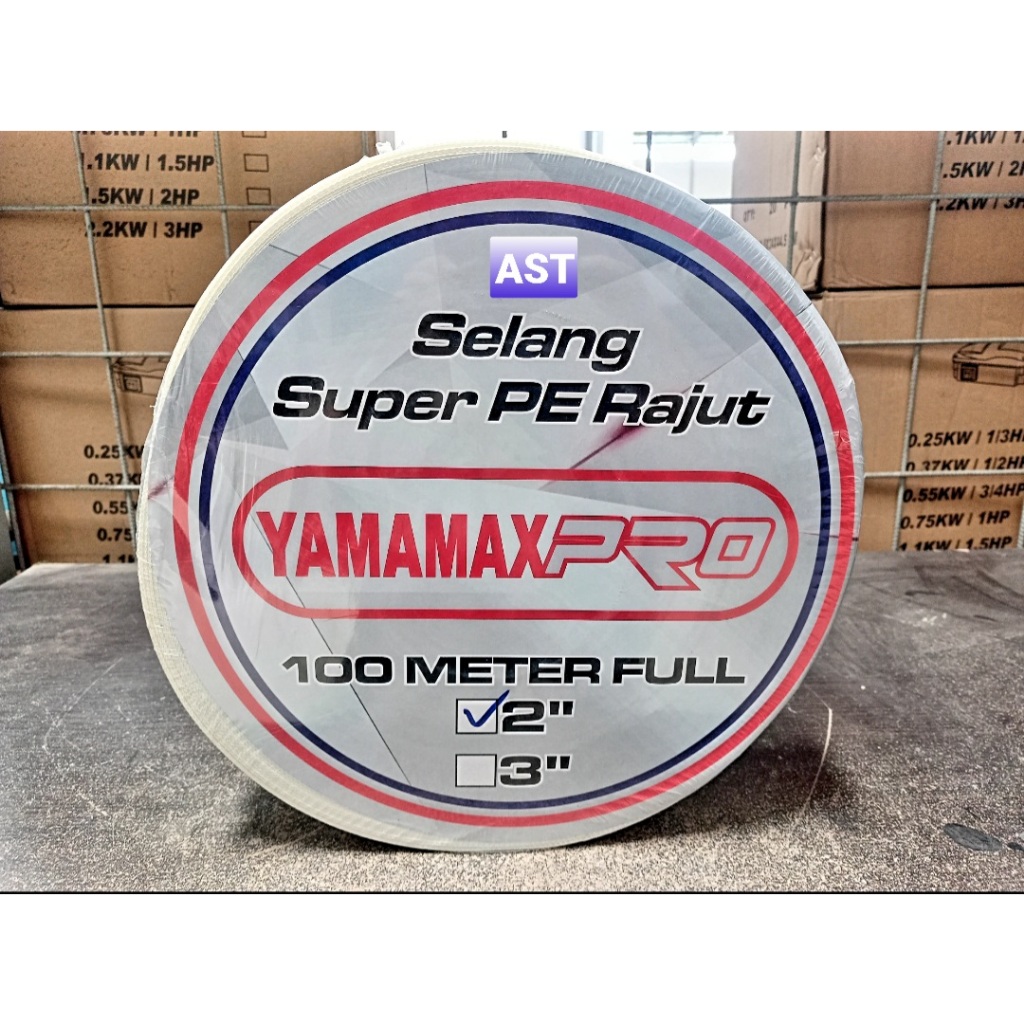 AST
Selang
Super PE Rajut
YAMAMAXPRO
100 METER FULL
2"
3"
1.1KW | 1.5HP
1.5KW | 2HP
2.2KW | 3HP
0.25KW | 1/3HP
0.37KW | 1/2HP
0.55KW | 3/4HP
0.75KW | 1HP
1.1KW | 1.5HP